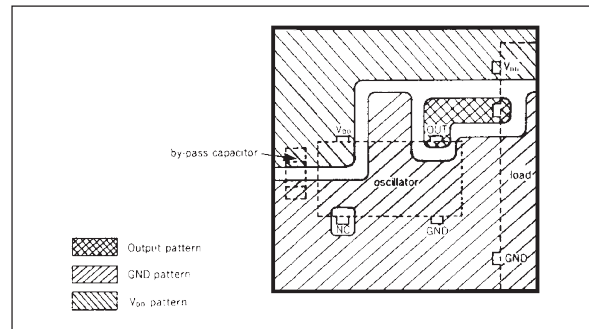 VDD
VDD
OUT
by-pass capacitor
oscillator
load
NC
GND
GND
Output pattern
GND pattern
VDD pattern